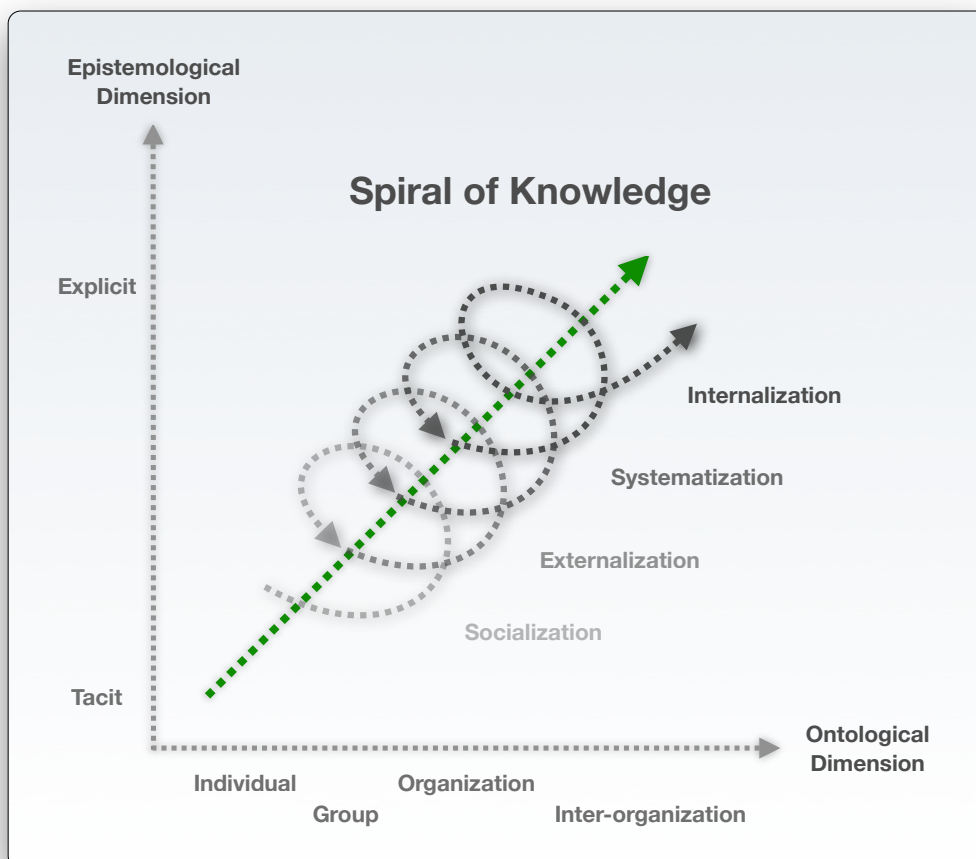 Epistemological
Dimension
Spiral of Knowledge
Explicit
Internalization
Systematization
Externalization
Socialization
Tacit
Ontological
Dimension
Individual
Organization
Group
Inter-organization